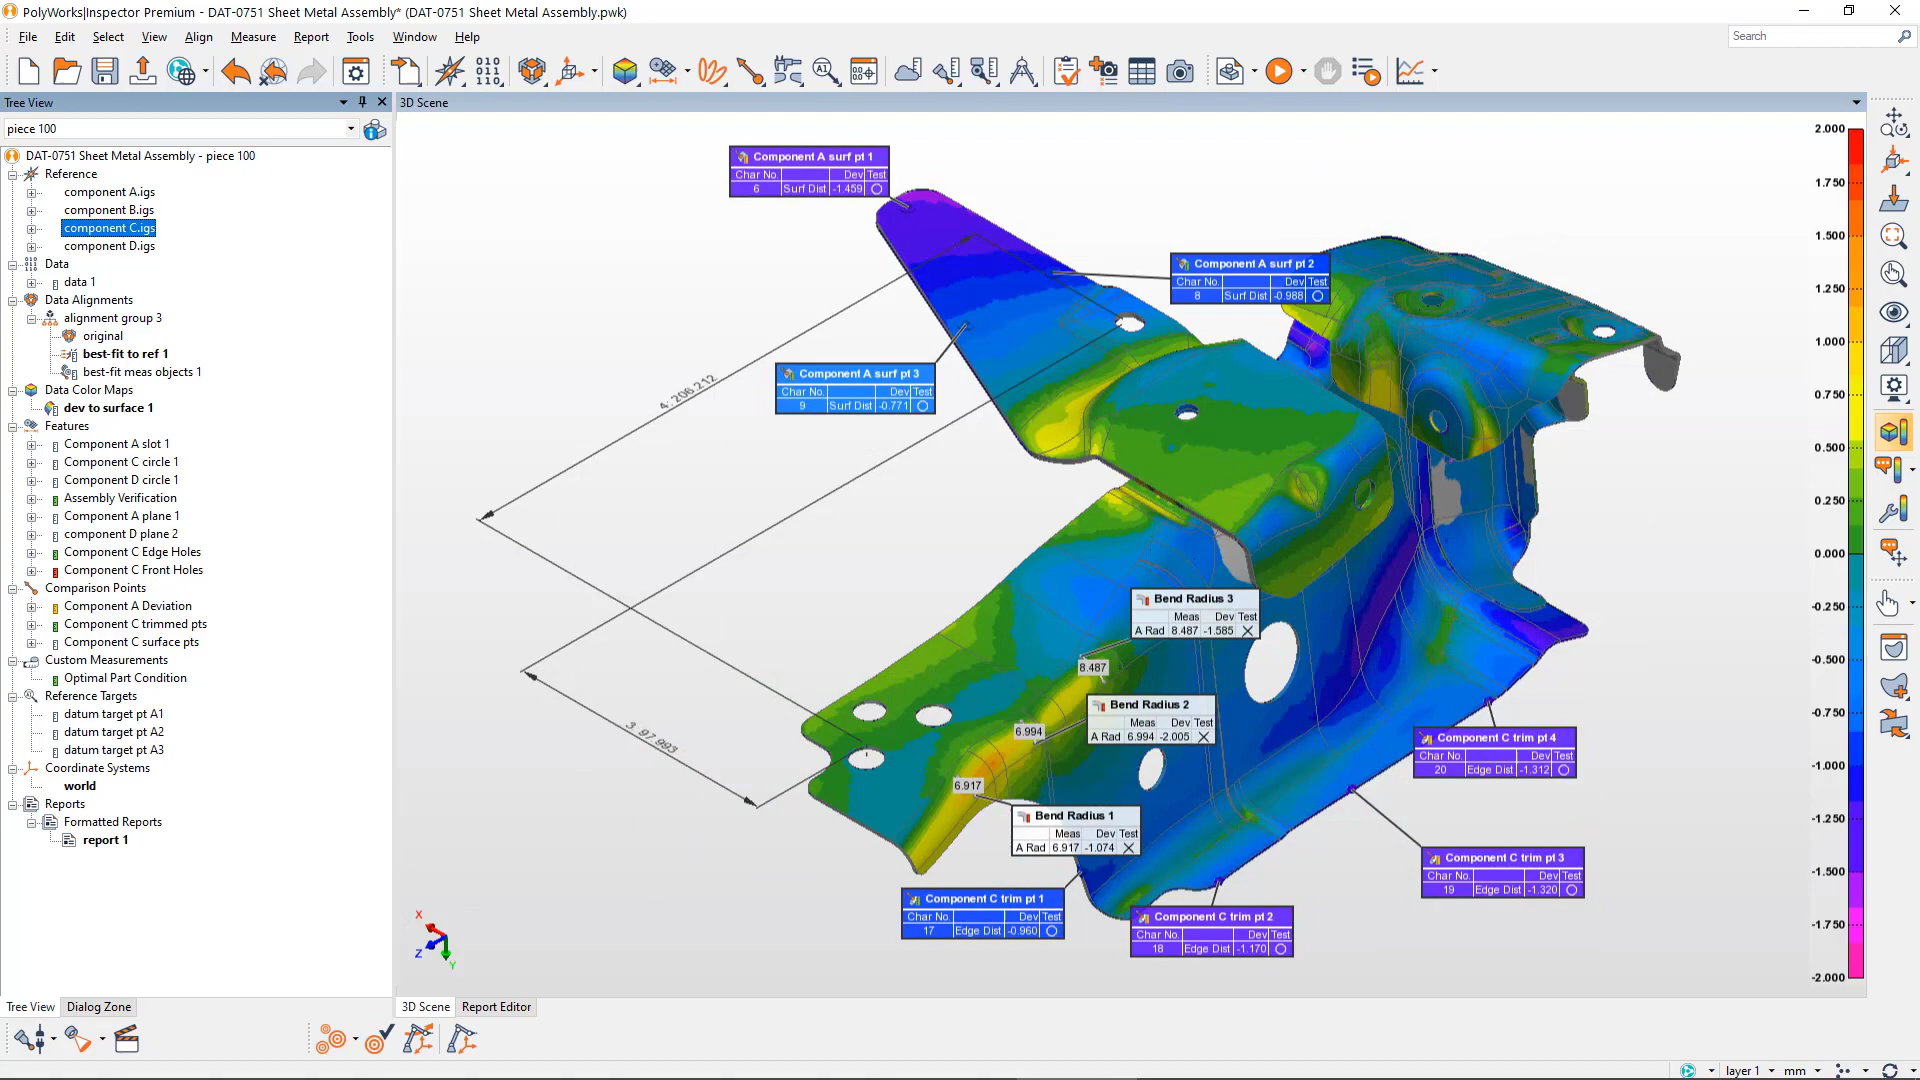 PolyWorks|Inspector Premium - DAT-0751 Sheet Metal Assembly* (DAT-0751 Sheet Metal Assembly.pwk)
File Edit Select View Align Measure Report Tools Window Help
Search
Tree View
3D Scene
piece 100
DAT-0751 Sheet Metal Assembly - piece 100
Reference
component A.igs
component B.igs
component C.igs
component D.igs
Data
data 1
Data Alignments
alignment group 3
original
best-fit to ref 1
best-fit meas objects 1
Data Color Maps
dev to surface 1
Features
Component A slot 1
Component C circle 1
Component D circle 1
Assembly Verification
Component A plane 1
component D plane 2
Component C Edge Holes
Component C Front Holes
Comparison Points
Component A Deviation
Component C trimmed pts
Component C surface pts
Custom Measurements
Optimal Part Condition
Reference Targets
datum target pt A1
datum target pt A2
datum target pt A3
Coordinate Systems
world
Reports
Formatted Reports
report 1
Component A surf pt 1
Char No. Dev Test
6 Surf Dist -1.459
Component A surf pt 2
Char No. Dev Test
8 Surf Dist -0.988
Component A surf pt 3
Char No. Dev Test
9 Surf Dist -0.771
4: 206.212
Bend Radius 3
Meas Dev Test
A Rad 8.487 -1.585
8.487
Bend Radius 2
Meas Dev Test
A Rad 6.994 -2.005
6.994
3: 97.993
6.917
Bend Radius 1
Meas Dev Test
A Rad 6.917 -1.074
Component C trim pt 4
Char No. Dev Test
20 Edge Dist -1.312
Component C trim pt 3
Char No. Dev Test
19 Edge Dist -1.320
Component C trim pt 1
Char No. Dev Test
17 Edge Dist -0.960
Component C trim pt 2
Char No. Dev Test
18 Edge Dist -1.170
X
Z
Y
2.000
1.750
1.500
1.250
1.000
0.750
0.500
0.250
0.000
-0.250
-0.500
-0.750
-1.000
-1.250
-1.500
-1.750
-2.000
Tree View Dialog Zone
3D Scene Report Editor
layer 1 mm